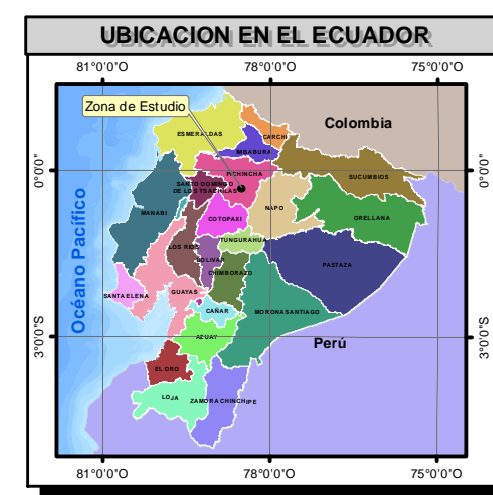 UBICACION EN EL ECUADOR
81°0'0"O 78°0'0"O 75°0'0"O
Zona de Estudio
Colombia
ESMERALDAS
CARCHI
IMBABURA
0°0'0" 0°0'0"
PICHINCHA
SUCUMBIOS
SANTO DOMINGO
DE LOS TSACHILAS
NAPO
MANABI
COTOPAXI
ORELLANA
Océano Pacífico
TUNGURAHUA
LOS RIOS
BOLIVAR
PASTAZA
CHIMBORAZO
SANTA ELENA
GUAYAS
CAÑAR
MORONA SANTIAGO
3°0'0"S 3°0'0"S
AZUAY
Perú
EL ORO
LOJA
ZAMORA CHINCHIPE
81°0'0"O 78°0'0"O 75°0'0"O